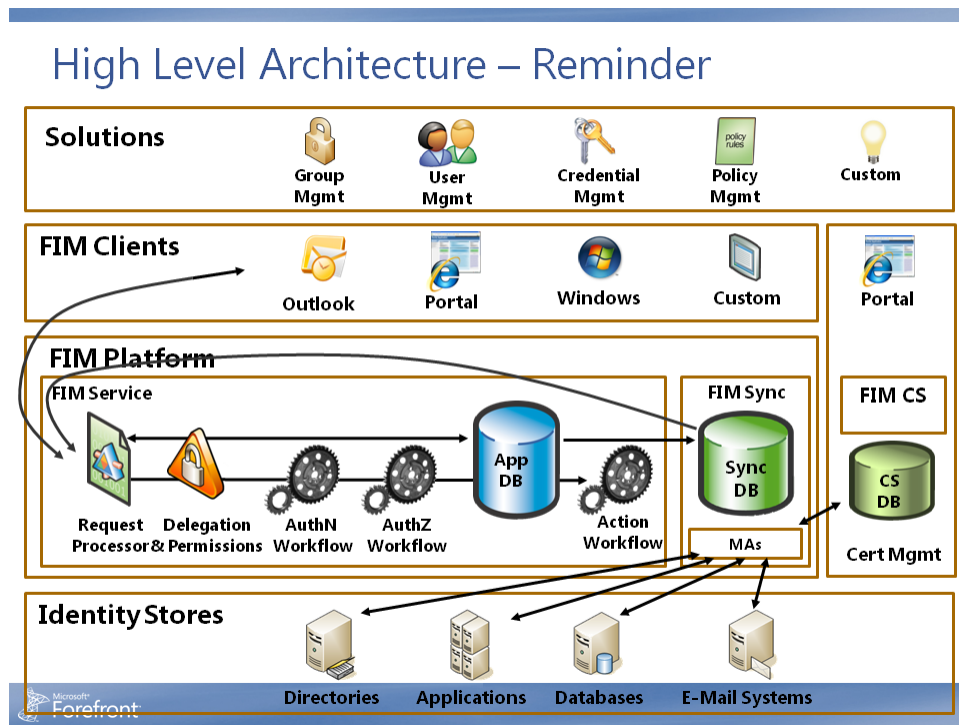 High Level Architecture – Reminder
Solutions
Group
Mgmt
User
Mgmt
Credential
Mgmt
policy
rules
Policy
Mgmt
Custom
FIM Clients
Outlook
Portal
Windows
Custom
Portal
FIM Platform
FIM Service
FIM Sync
FIM CS
App
DB
Sync
DB
CS
DB
Request
Processor
Delegation
& Permissions
AuthN
Workflow
AuthZ
Workflow
Action
Workflow
MAs
Cert Mgmt
Identity Stores
Directories
Applications
Databases
E-Mail Systems
Microsoft®
Forefront